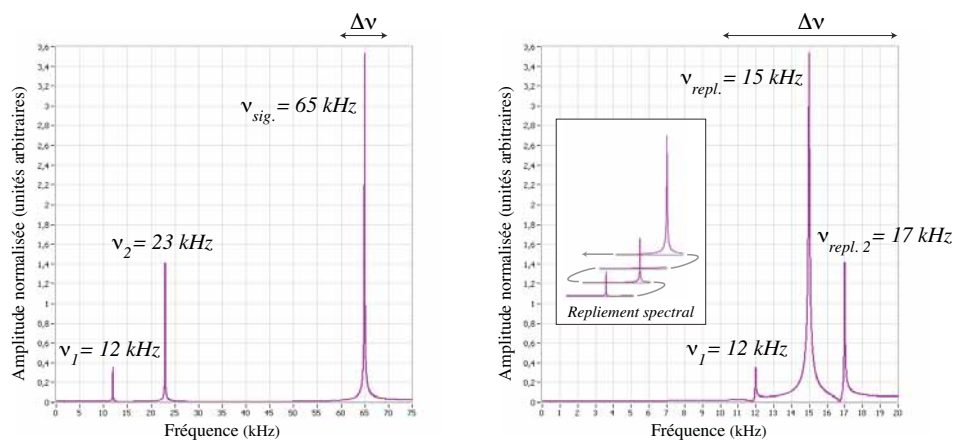 Δν
Amplitude normalisée (unités arbitraires)
3,6
3,4
3,2
3
2,8
2,6
2,4
2,2
2
1,8
1,6
1,4
1,2
1
0,8
0,6
0,4
0,2
0
ν_sig. = 65 kHz
ν_2 = 23 kHz
ν_1 = 12 kHz
0 5 10 15 20 25 30 35 40 45 50 55 60 65 70 75
Fréquence (kHz)
Δν
Amplitude normalisée (unités arbitraires)
3,6
3,4
3,2
3
2,8
2,6
2,4
2,2
2
1,8
1,6
1,4
1,2
1
0,8
0,6
0,4
0,2
0
ν_repl. = 15 kHz
ν_repl. 2 = 17 kHz
Repliement spectral
ν_1 = 12 kHz
0 1 2 3 4 5 6 7 8 9 10 11 12 13 14 15 16 17 18 19 20
Fréquence (kHz)